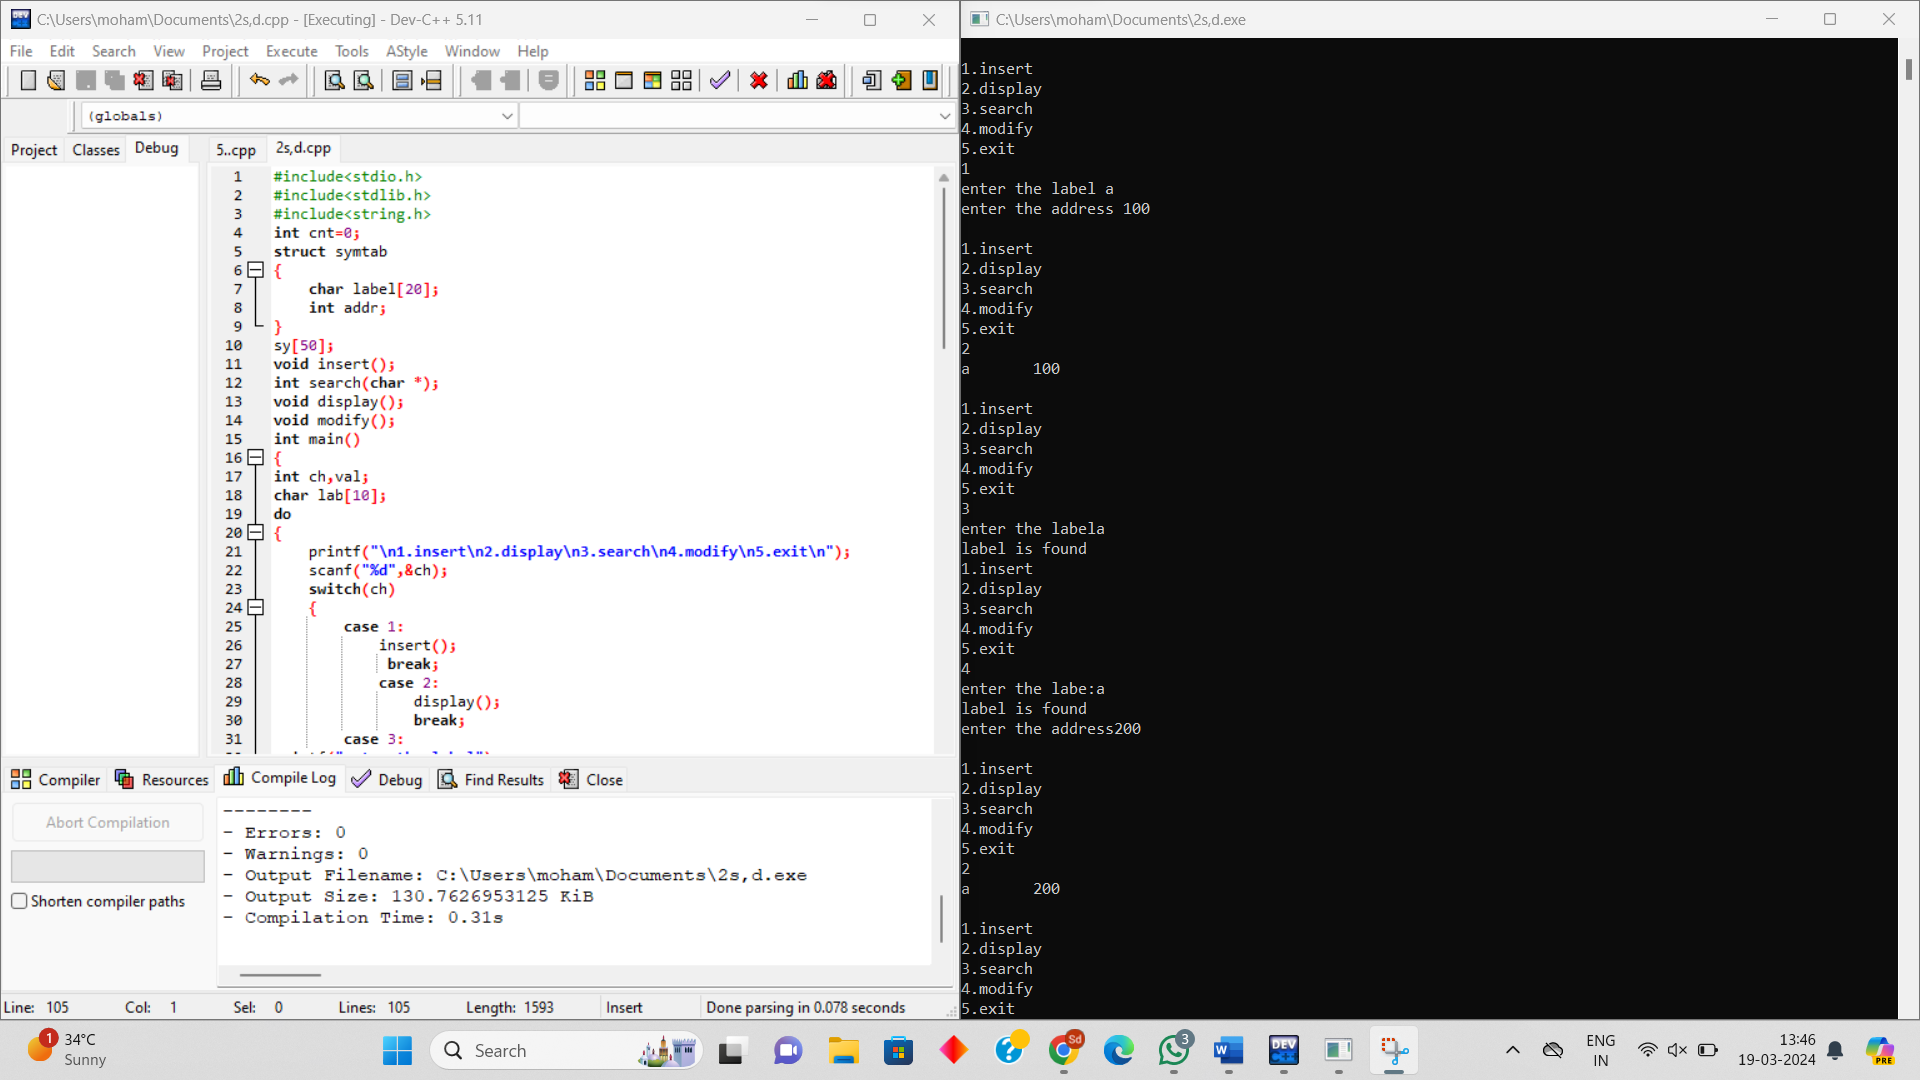 C:\Users\moham\Documents\2s,d.cpp - [Executing] - Dev-C++ 5.11
File Edit Search View Project Execute Tools AStyle Window Help
(globals)
Project Classes Debug
5..cpp 2s,d.cpp
1 #include<stdio.h>
2 #include<stdlib.h>
3 #include<string.h>
4 int cnt=0;
5 struct symtab
6 {
7 char label[20];
8 int addr;
9 }
10 sy[50];
11 void insert();
12 int search(char *);
13 void display();
14 void modify();
15 int main()
16 {
17 int ch,val;
18 char lab[10];
19 do
20 {
21 printf("\n1.insert\n2.display\n3.search\n4.modify\n5.exit\n");
22 scanf("%d",&ch);
23 switch(ch)
24 {
25 case 1:
26 insert();
27 break;
28 case 2:
29 display();
30 break;
31 case 3:
Compiler Resources Compile Log Debug Find Results Close
Abort Compilation
Shorten compiler paths
--------
- Errors: 0
- Warnings: 0
- Output Filename: C:\Users\moham\Documents\2s,d.exe
- Output Size: 130.7626953125 KiB
- Compilation Time: 0.31s
Line: 105 Col: 1 Sel: 0 Lines: 105 Length: 1593 Insert Done parsing in 0.078 seconds
C:\Users\moham\Documents\2s,d.exe
1.insert
2.display
3.search
4.modify
5.exit
1
enter the label a
enter the address 100
1.insert
2.display
3.search
4.modify
5.exit
2
a 100
1.insert
2.display
3.search
4.modify
5.exit
3
enter the labela
label is found
1.insert
2.display
3.search
4.modify
5.exit
4
enter the labe:a
label is found
enter the address200
1.insert
2.display
3.search
4.modify
5.exit
2
a 200
1.insert
2.display
3.search
4.modify
5.exit
1
34°C
Sunny
Search
DEV
Sd
3
ENG
IN
13:46
19-03-2024
PRE